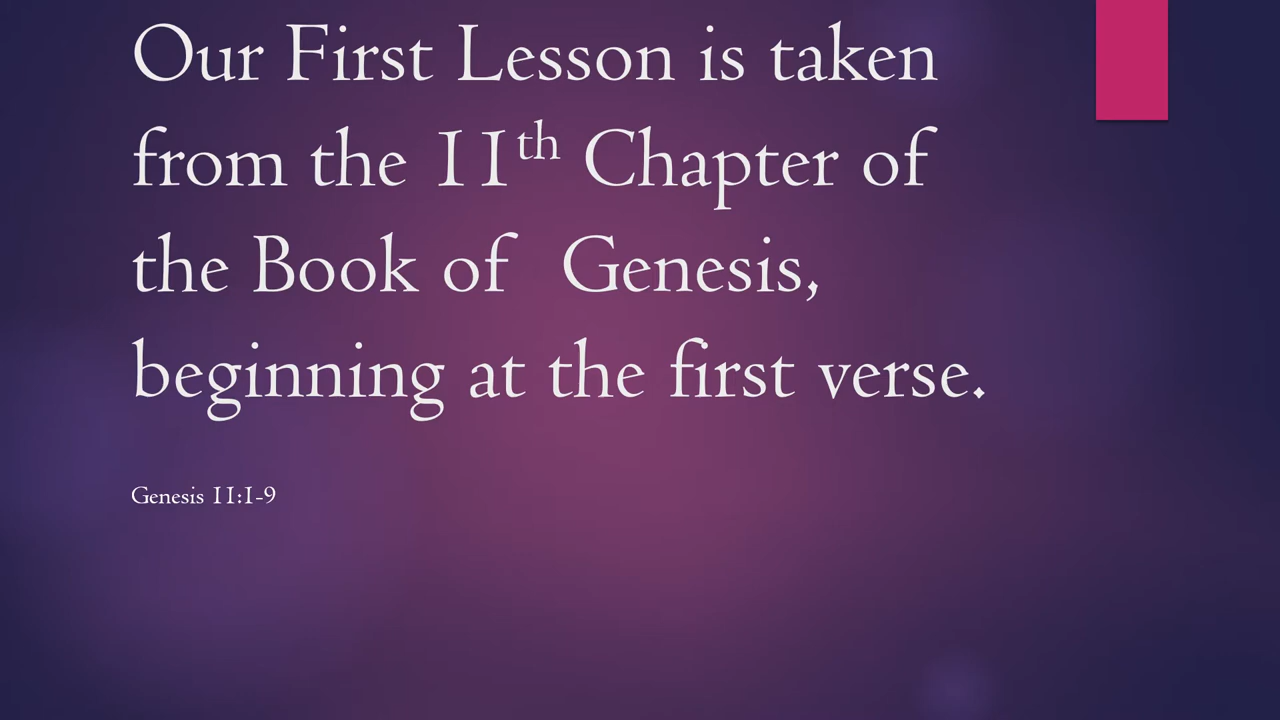 Our First Lesson is taken
from the 11th Chapter of
the Book of  Genesis,
beginning at the first verse.
Genesis 11:1-9